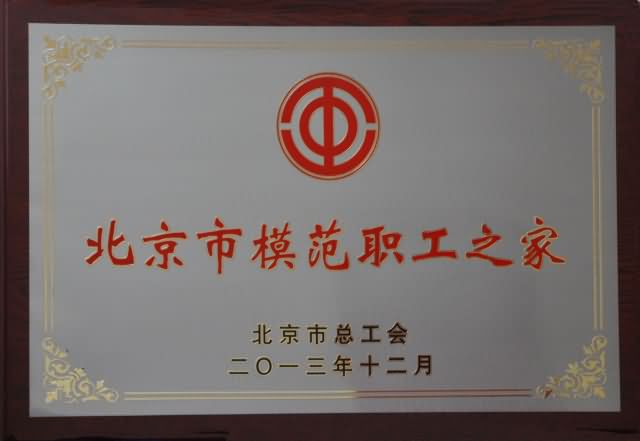 北京市模范职工之家
北京市总工会
二〇一三年十二月